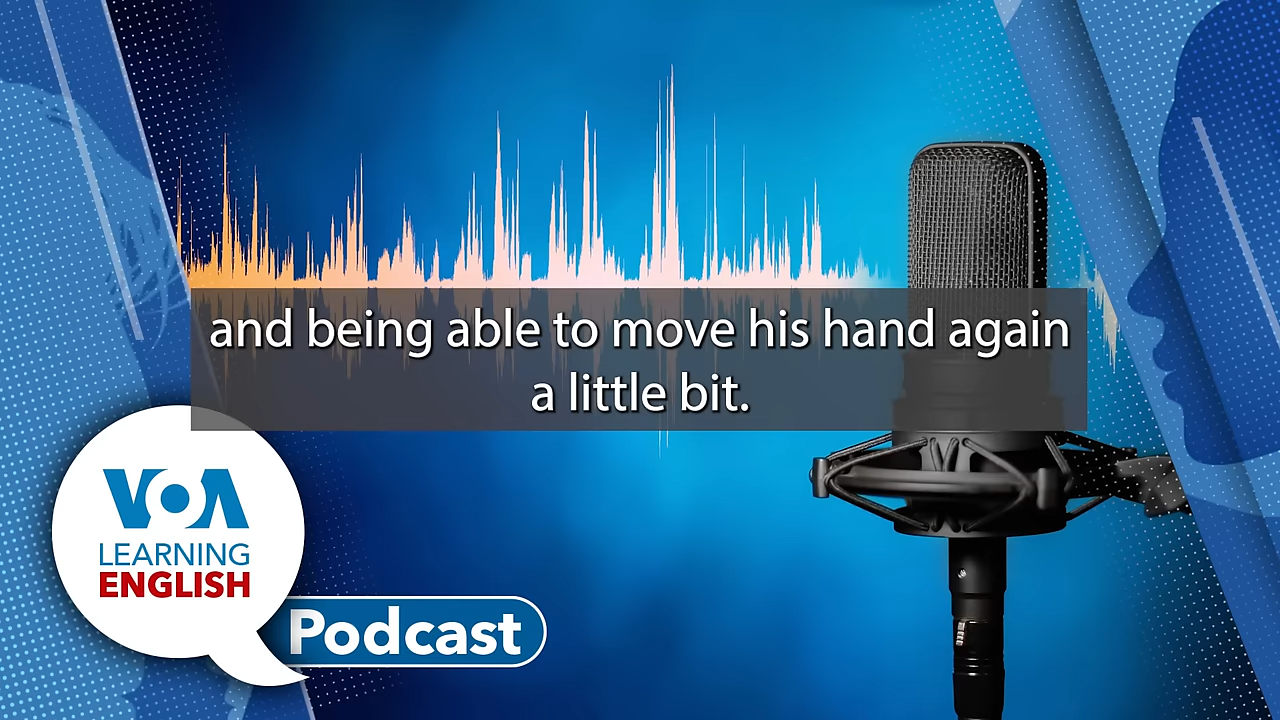 and being able to move his hand again
a little bit.
VOA
LEARNING
ENGLISH
Podcast